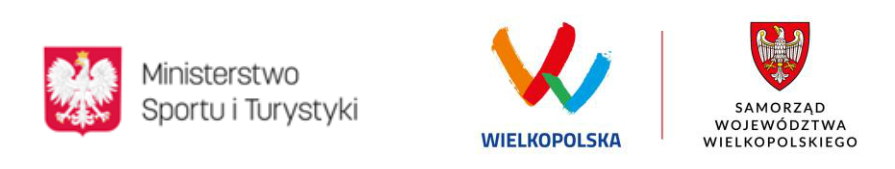 Ministerstwo
Sportu i Turystyki
WIELKOPOLSKA
SAMORZĄD
WOJEWÓDZTWA
WIELKOPOLSKIEGO